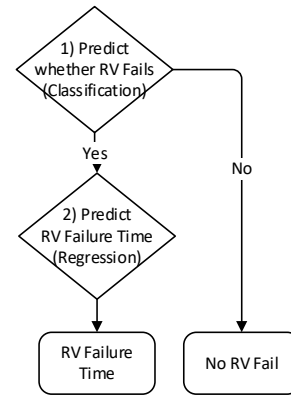 1) Predict
whether RV Fails
(Classification)
Yes
No
2) Predict
RV Failure Time
(Regression)
RV Failure
Time
No RV Fail